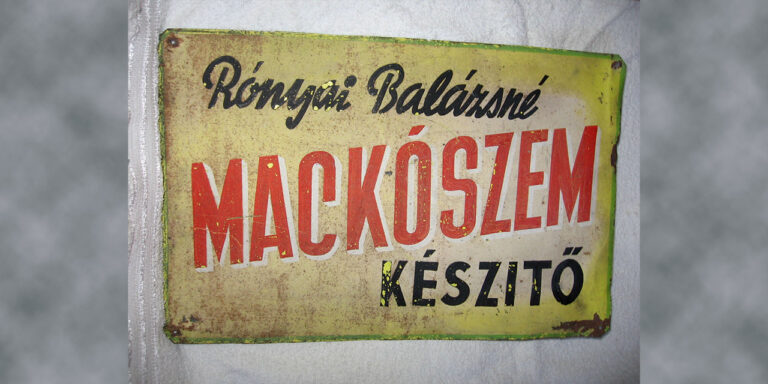 Rónyai Balázsné
MACKÓSZEM
KÉSZITŐ